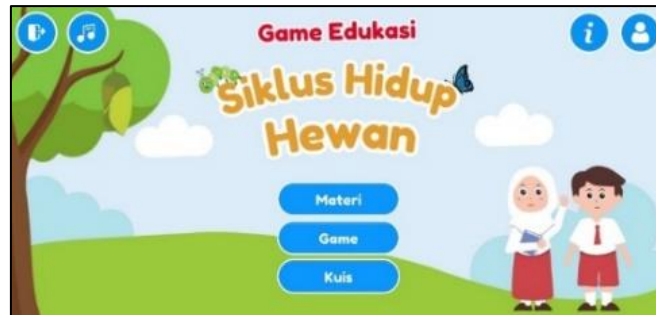 Game Edukasi
Siklus Hidup
Hewan
Materi
Game
Kuis